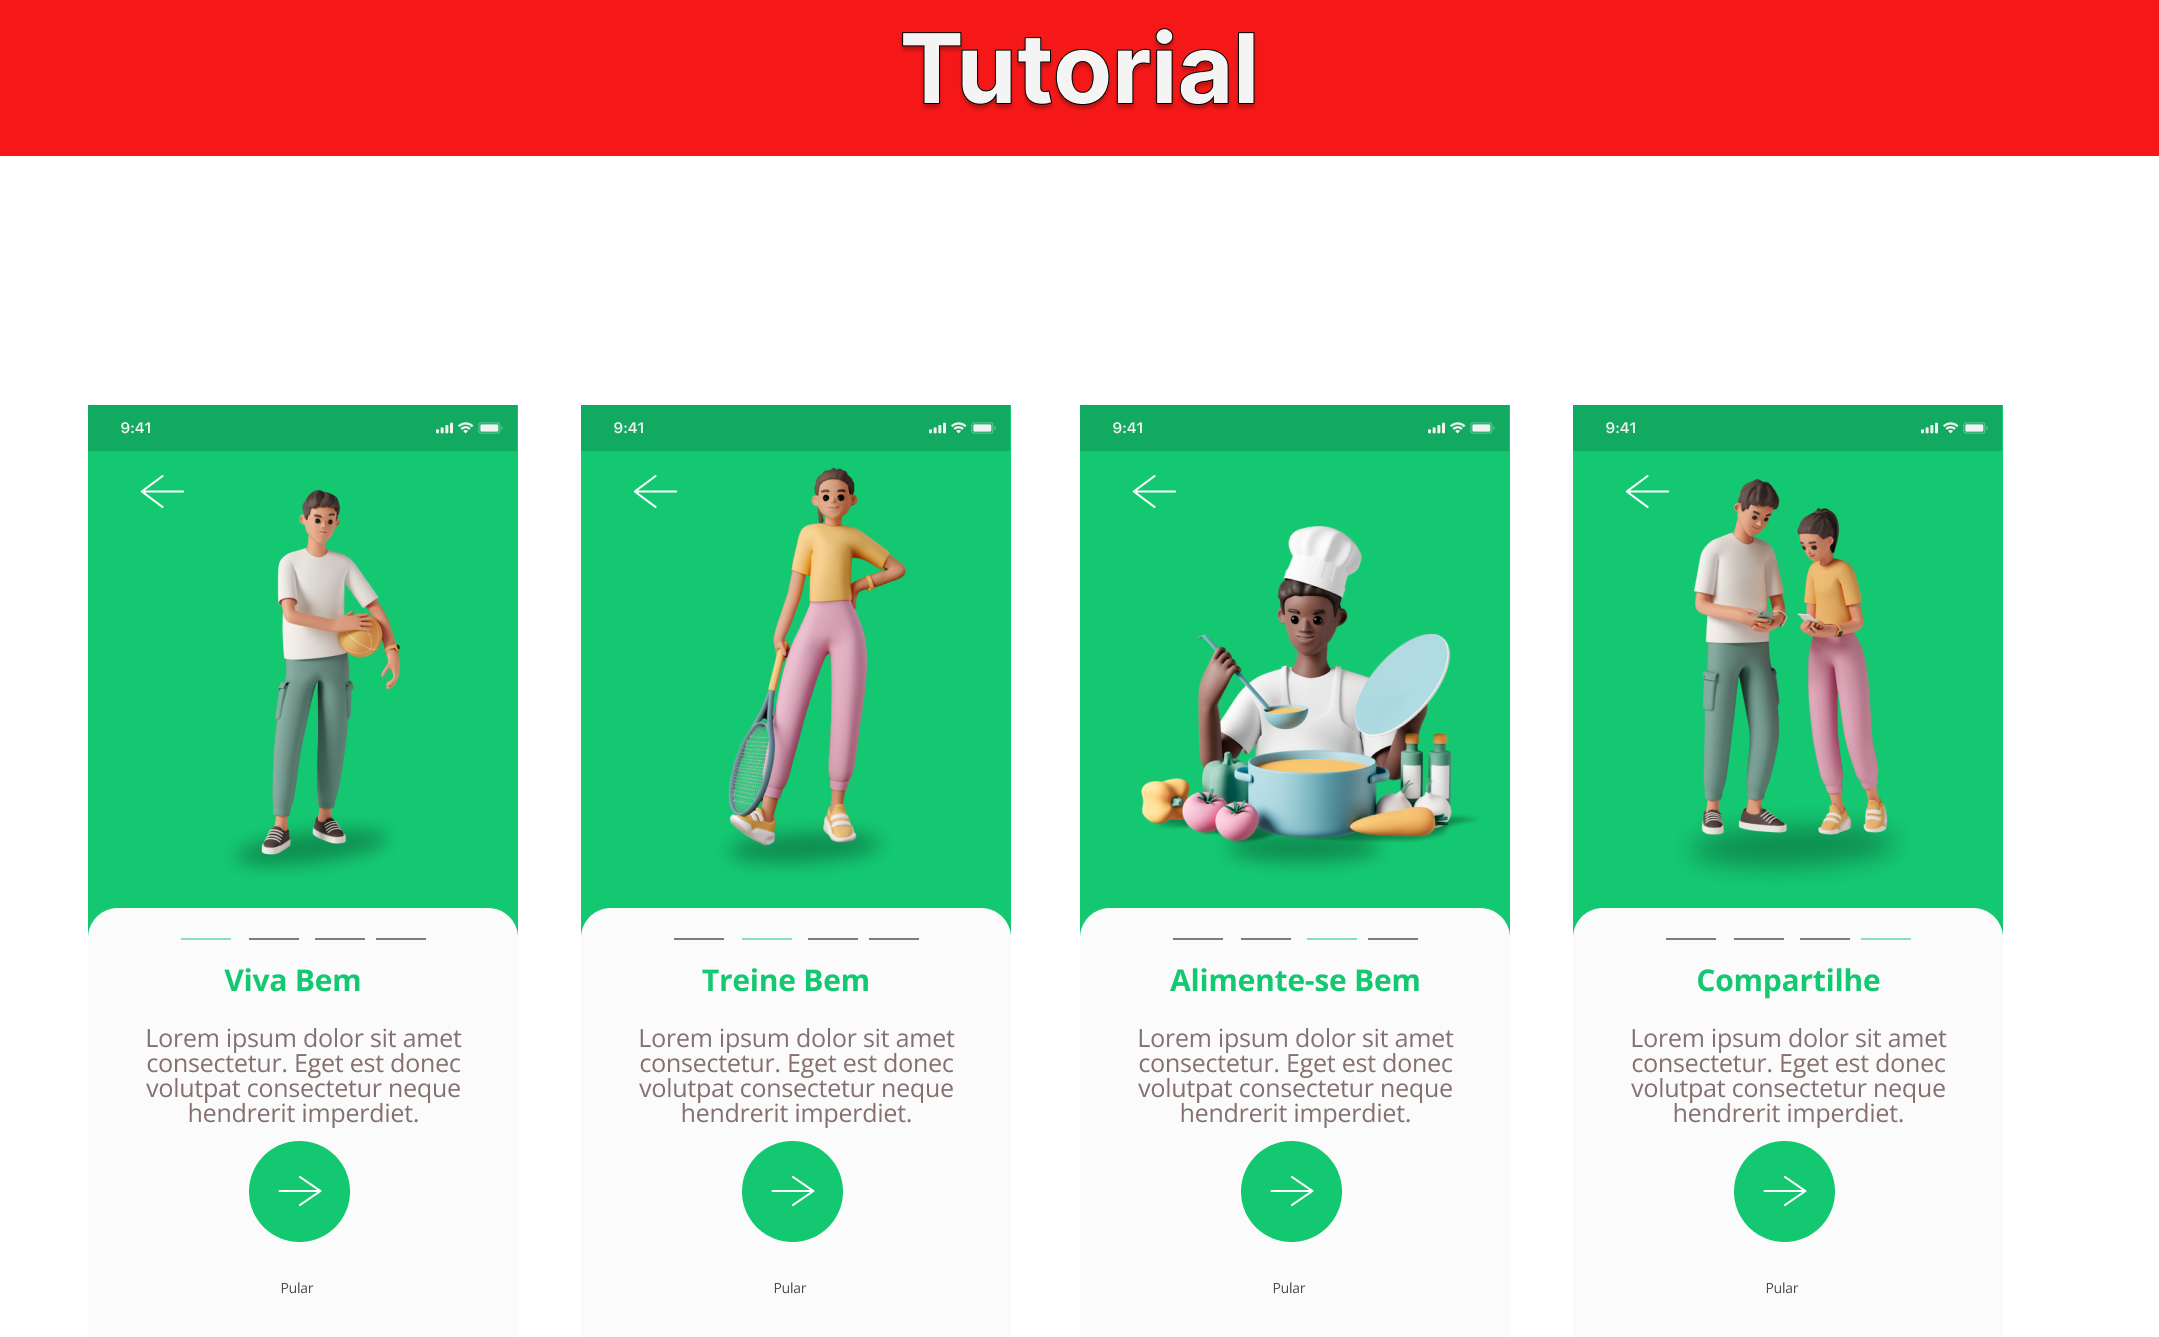 Tutorial
9:41
Viva Bem
Lorem ipsum dolor sit amet
consectetur. Eget est donec
volutpat consectetur neque
hendrerit imperdiet.
Pular
9:41
Treine Bem
Lorem ipsum dolor sit amet
consectetur. Eget est donec
volutpat consectetur neque
hendrerit imperdiet.
Pular
9:41
Alimente-se Bem
Lorem ipsum dolor sit amet
consectetur. Eget est donec
volutpat consectetur neque
hendrerit imperdiet.
Pular
9:41
Compartilhe
Lorem ipsum dolor sit amet
consectetur. Eget est donec
volutpat consectetur neque
hendrerit imperdiet.
Pular